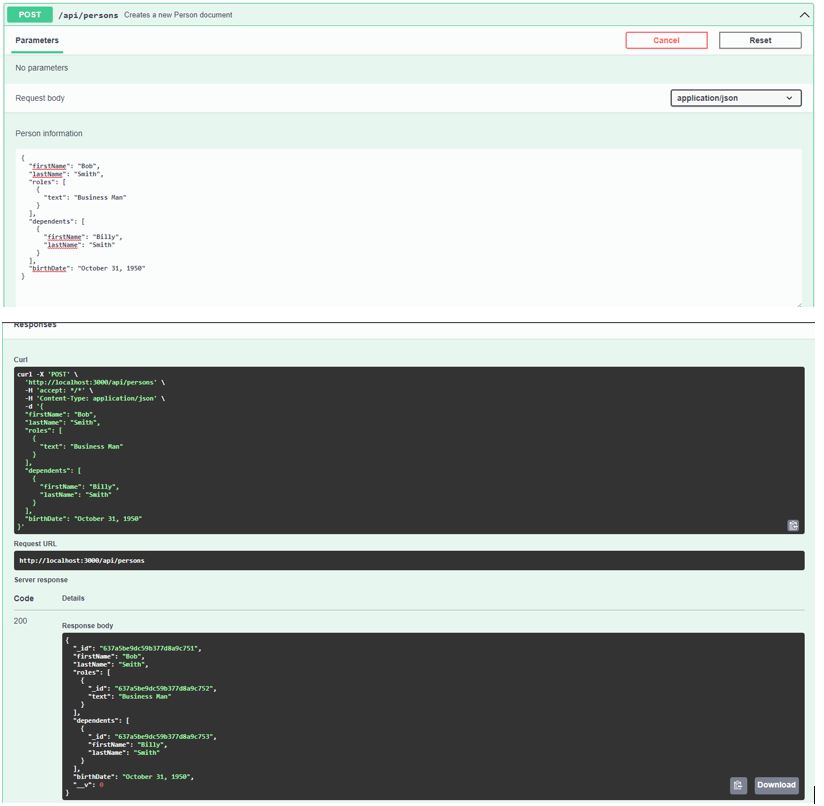 POST /api/persons Creates a new Person document
Parameters
Cancel
Reset
No parameters
Request body
application/json
Person information
{
  "firstName": "Bob",
  "lastName": "Smith",
  "roles": [
    {
      "text": "Business Man"
    }
  ],
  "dependents": [
    {
      "firstName": "Billy",
      "lastName": "Smith"
    }
  ],
  "birthDate": "October 31, 1950"
}
Responses
Curl
curl -X 'POST' \
  'http://localhost:3000/api/persons' \
  -H 'accept: */*' \
  -H 'Content-Type: application/json' \
  -d '{
  "firstName": "Bob",
  "lastName": "Smith",
  "roles": [
    {
      "text": "Business Man"
    }
  ],
  "dependents": [
    {
      "firstName": "Billy",
      "lastName": "Smith"
    }
  ],
  "birthDate": "October 31, 1950"
}'
Request URL
http://localhost:3000/api/persons
Server response
Code Details
200
Response body
{
  "_id": "637a5be9dc59b377d8a9c751",
  "firstName": "Bob",
  "lastName": "Smith",
  "roles": [
    {
      "_id": "637a5be9dc59b377d8a9c752",
      "text": "Business Man"
    }
  ],
  "dependents": [
    {
      "_id": "637a5be9dc59b377d8a9c753",
      "firstName": "Billy",
      "lastName": "Smith"
    }
  ],
  "birthDate": "October 31, 1950",
  "__v": 0
}
Download